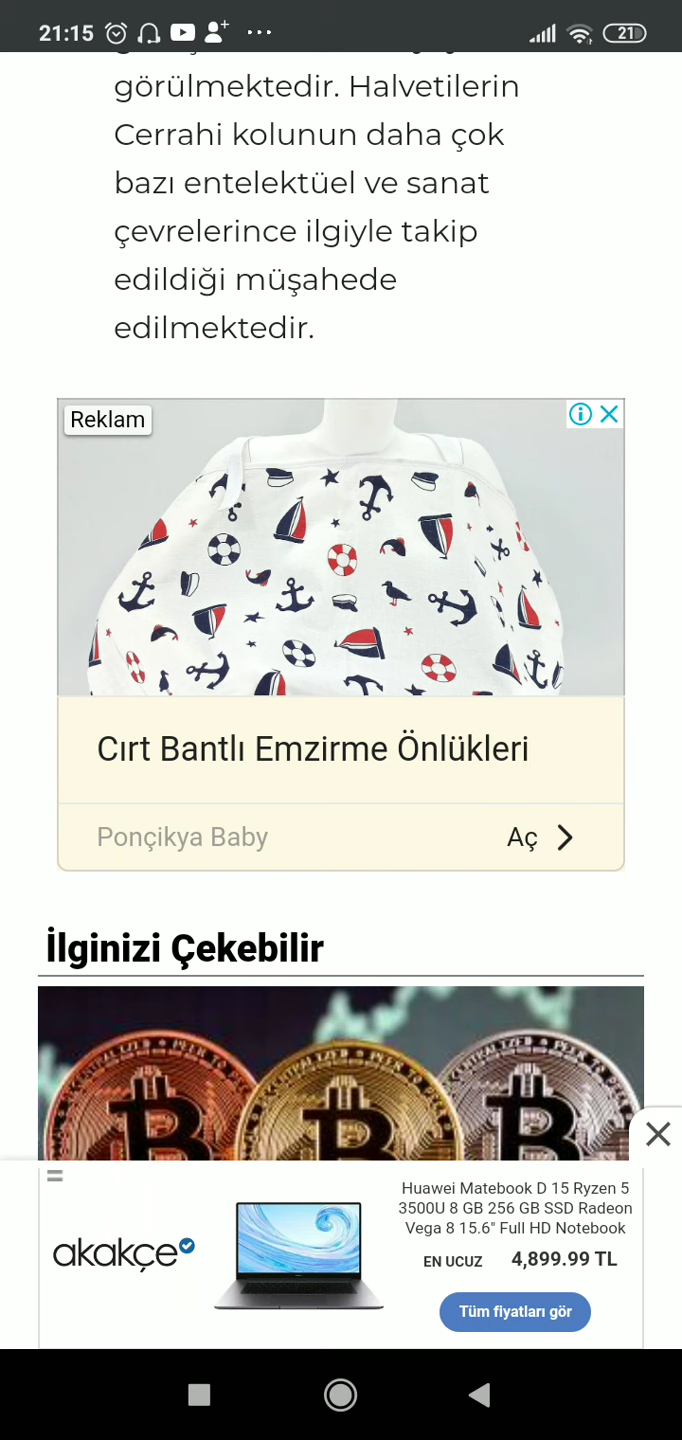 21:15
21
görülmektedir. Halvetilerin
Cerrahi kolunun daha çok
bazı entelektüel ve sanat
çevrelerince ilgiyle takip
edildiği müşahede
edilmektedir.
Reklam
Cırt Bantlı Emzirme Önlükleri
Ponçikya Baby
Aç
İlginizi Çekebilir
akakçe
Huawei Matebook D 15 Ryzen 5
3500U 8 GB 256 GB SSD Radeon
Vega 8 15.6" Full HD Notebook
EN UCUZ 4,899.99 TL
Tüm fiyatları gör